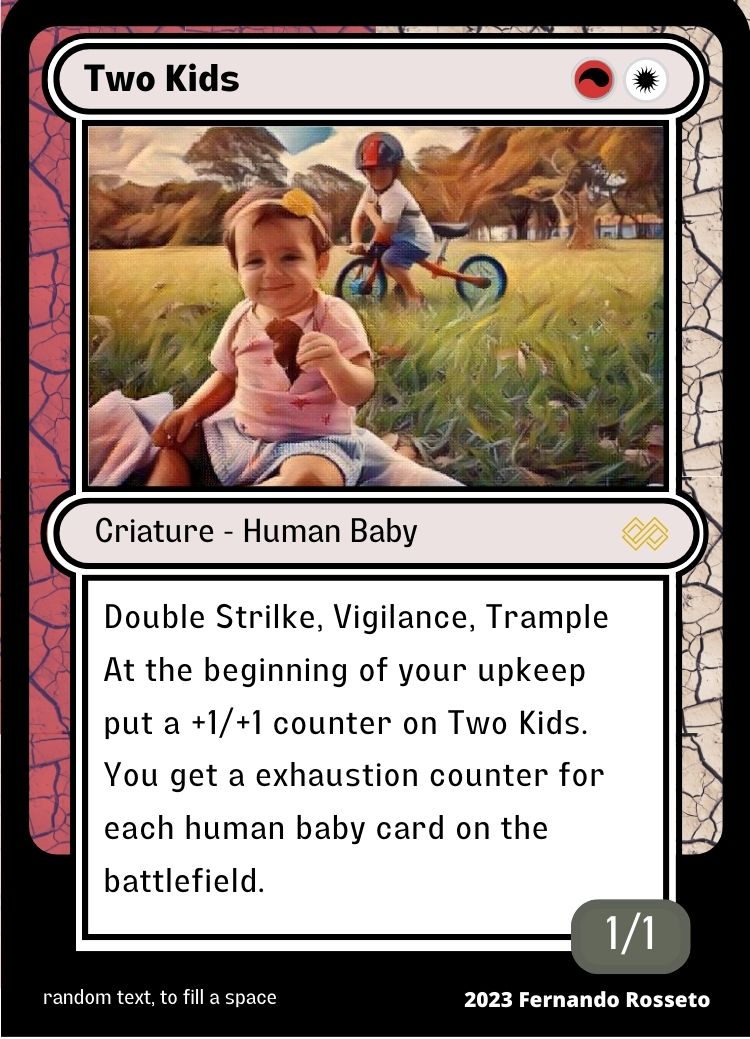 Two Kids
Criature - Human Baby
Double Strilke, Vigilance, Trample
At the beginning of your upkeep
put a +1/+1 counter on Two Kids.
You get a exhaustion counter for
each human baby card on the
battlefield.
1/1
random text, to fill a space
2023 Fernando Rosseto